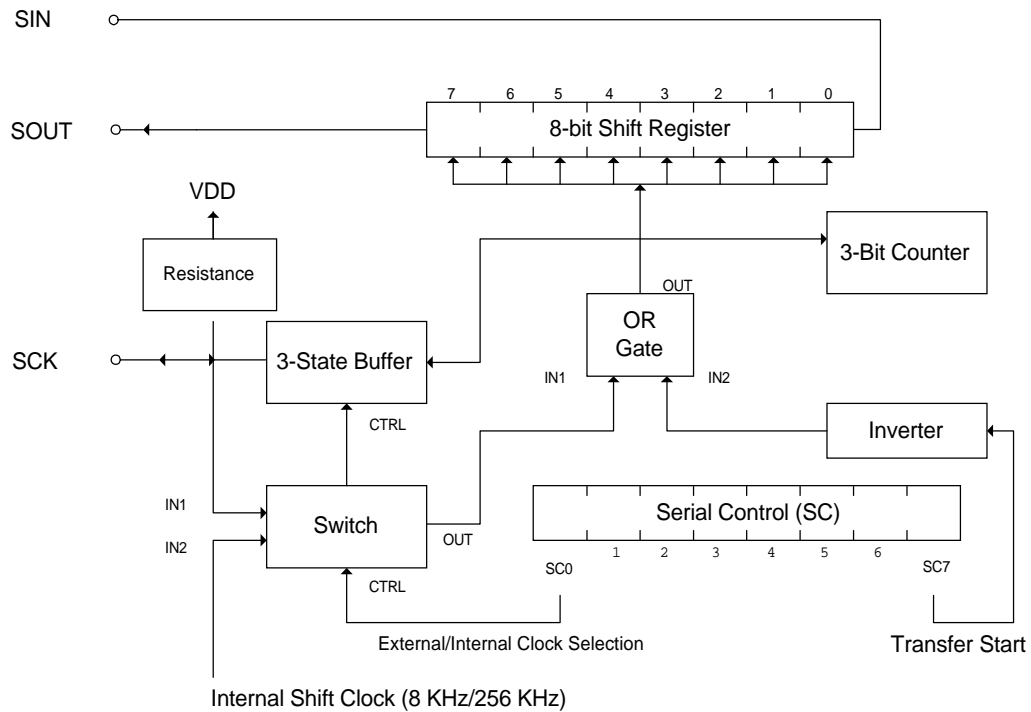 SIN
7 6 5 4 3 2 1 0
8-bit Shift Register
SOUT
VDD
Resistance
3-Bit Counter
OUT
OR
Gate
SCK
3-State Buffer
IN1
IN2
CTRL
Inverter
IN1
IN2
Switch
OUT
Serial Control (SC)
1 2 3 4 5 6
SC0
SC7
CTRL
External/Internal Clock Selection
Transfer Start
Internal Shift Clock (8 KHz/256 KHz)